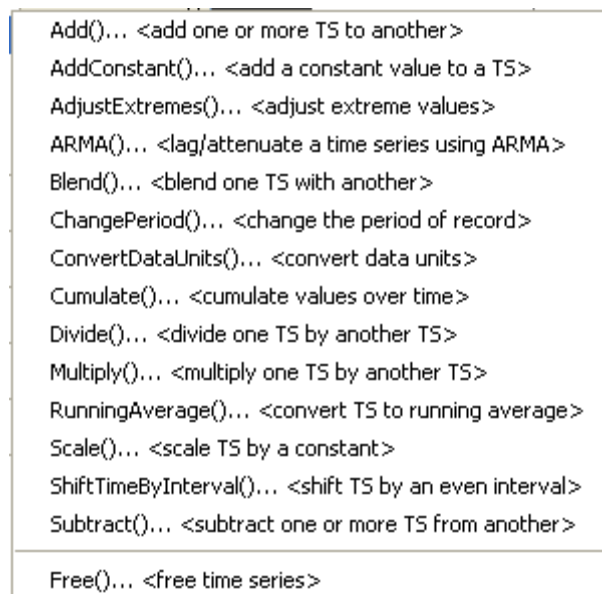 Add()... <add one or more TS to another>
AddConstant()... <add a constant value to a TS>
AdjustExtremes()... <adjust extreme values>
ARMA()... <lag/attenuate a time series using ARMA>
Blend()... <blend one TS with another>
ChangePeriod()... <change the period of record>
ConvertDataUnits()... <convert data units>
Cumulate()... <cumulate values over time>
Divide()... <divide one TS by another TS>
Multiply()... <multiply one TS by another TS>
RunningAverage()... <convert TS to running average>
Scale()... <scale TS by a constant>
ShiftTimeByInterval()... <shift TS by an even interval>
Subtract()... <subtract one or more TS from another>
Free()... <free time series>